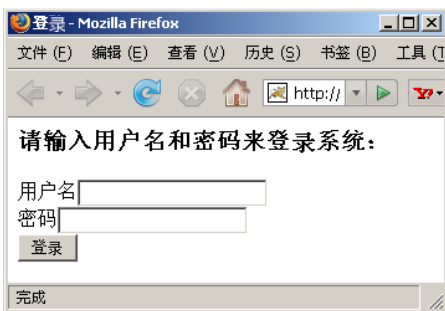 登录 - Mozilla Firefox
文件 (F) 编辑 (E) 查看 (V) 历史 (S) 书签 (B) 工具 (T
http://
请输入用户名和密码来登录系统：
用户名
密码
登录
完成